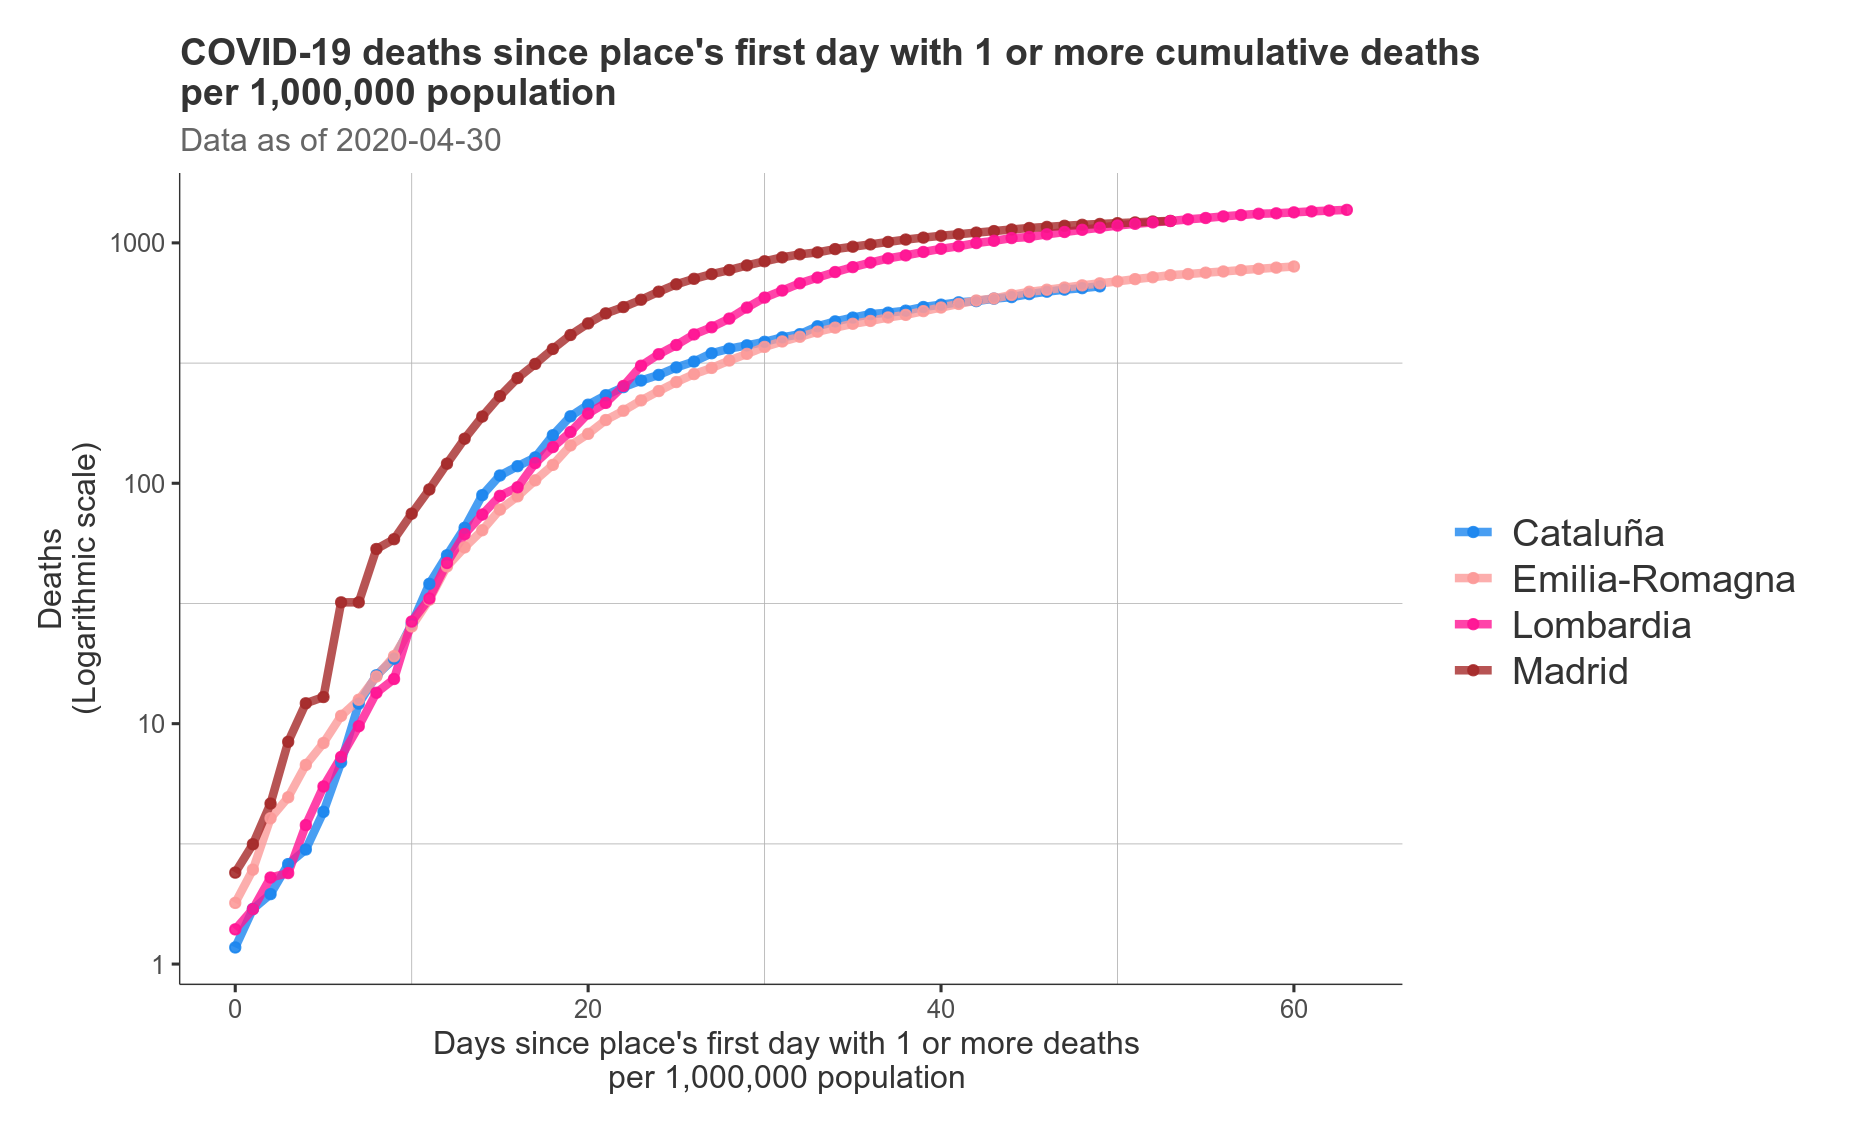 COVID-19 deaths since place's first day with 1 or more cumulative deaths
per 1,000,000 population
Data as of 2020-04-30
Deaths
(Logarithmic scale)
1000
100
10
1
0
20
40
60
Days since place's first day with 1 or more deaths
per 1,000,000 population
Cataluña
Emilia-Romagna
Lombardia
Madrid